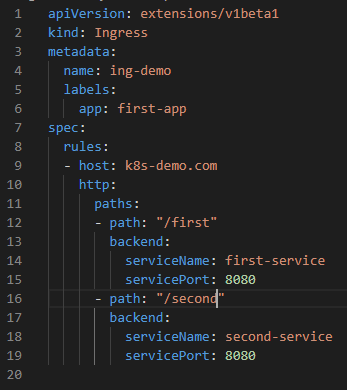 1 apiVersion: extensions/v1beta1
2 kind: Ingress
3 metadata:
4   name: ing-demo
5   labels:
6     app: first-app
7 spec:
8   rules:
9   - host: k8s-demo.com
10     http:
11       paths:
12       - path: "/first"
13         backend:
14           serviceName: first-service
15           servicePort: 8080
16       - path: "/second"
17         backend:
18           serviceName: second-service
19           servicePort: 8080
20